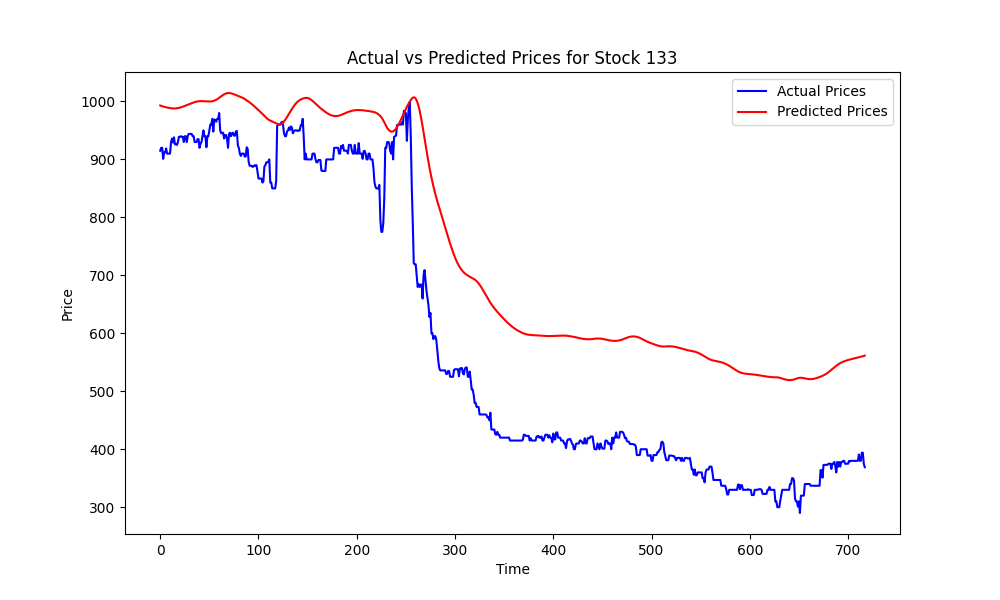 Actual vs Predicted Prices for Stock 133
Actual Prices
Predicted Prices
Price
1000
900
800
700
600
500
400
300
0 100 200 300 400 500 600 700
Time